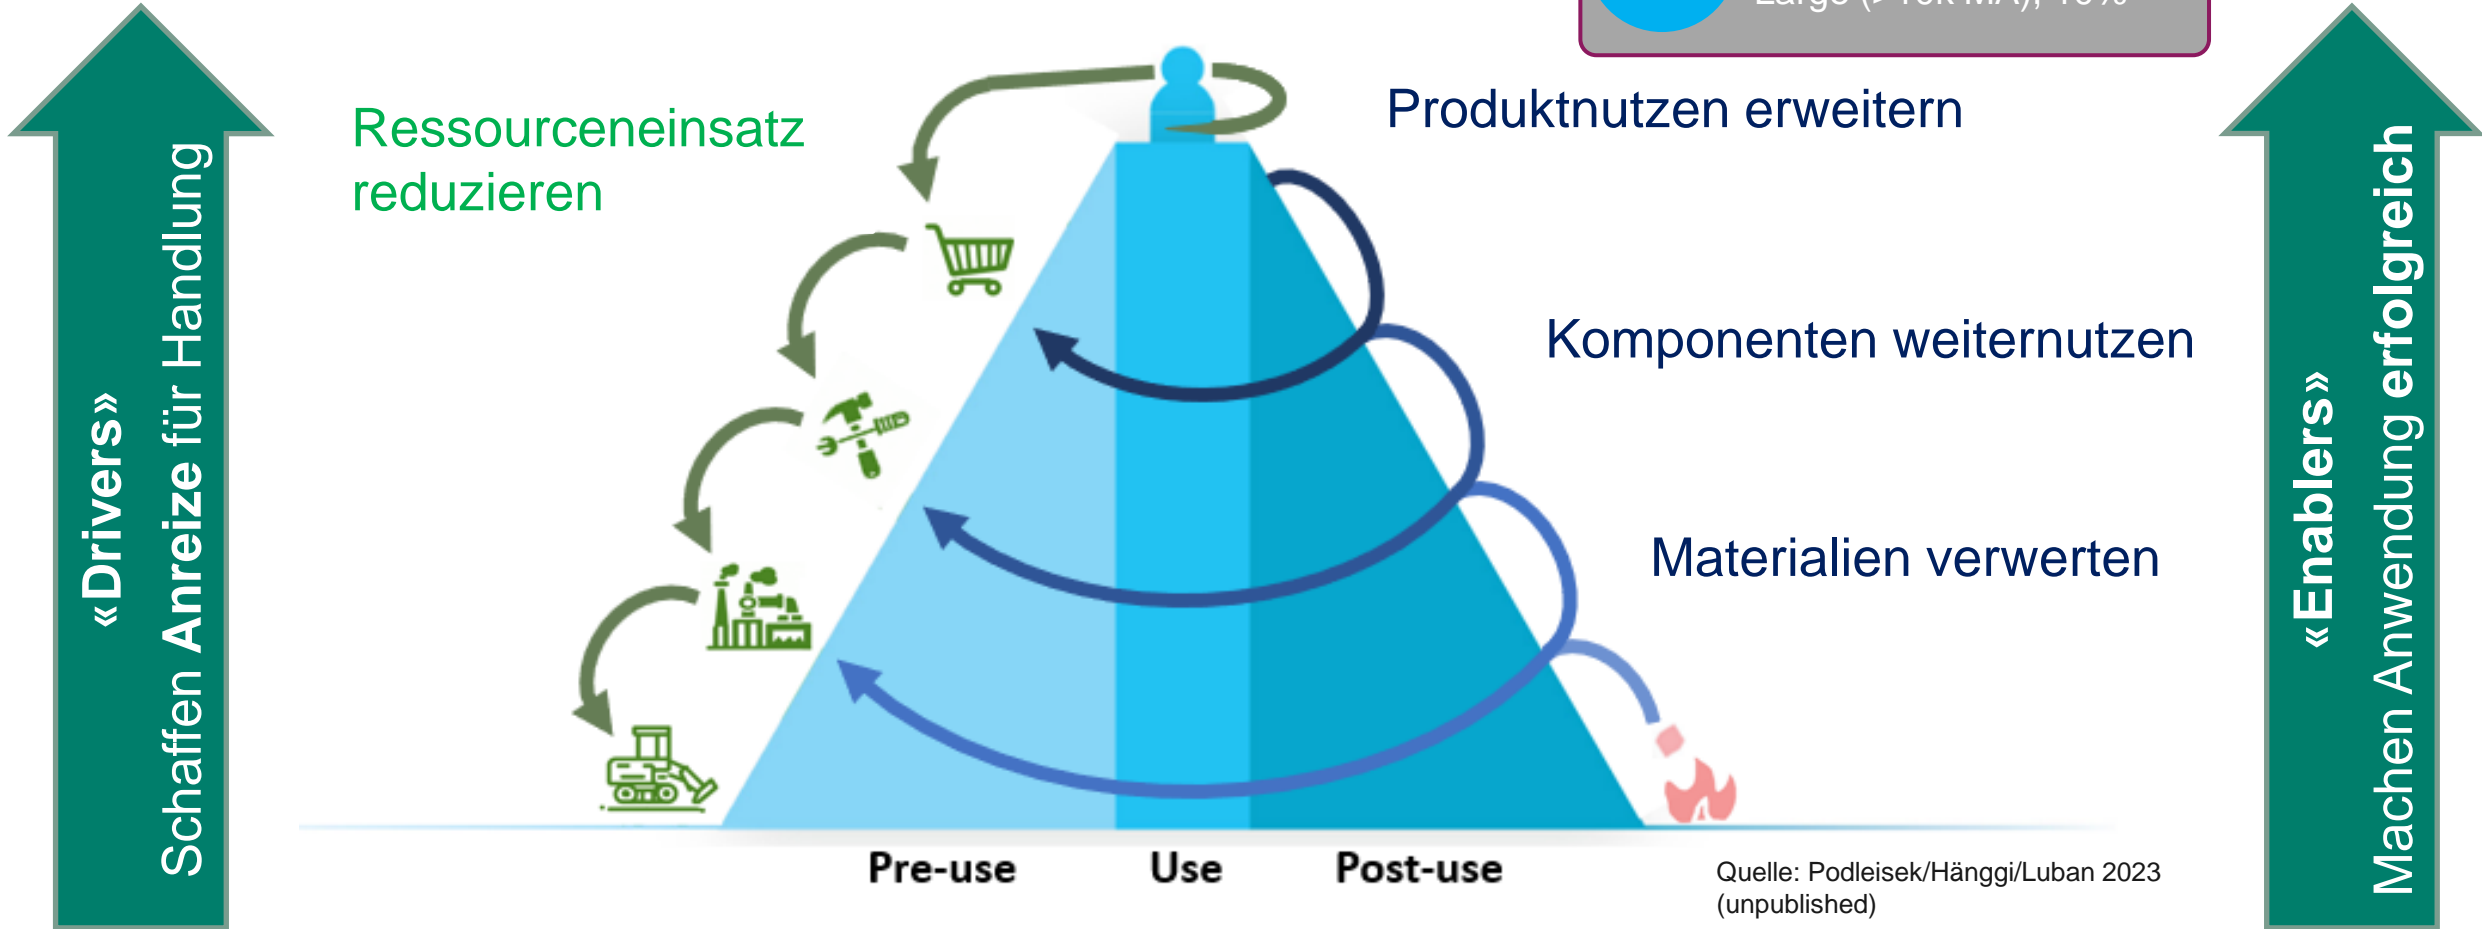 Produktnutzen erweitern
Ressourceneinsatz
reduzieren
Komponenten weiternutzen
Materialien verwerten
«Drivers»
Schaffen Anreize für Handlung
«Enablers»
Machen Anwendung erfolgreich
Pre-use
Use
Post-use
Quelle: Podleisek/Hänggi/Luban 2023
(unpublished)